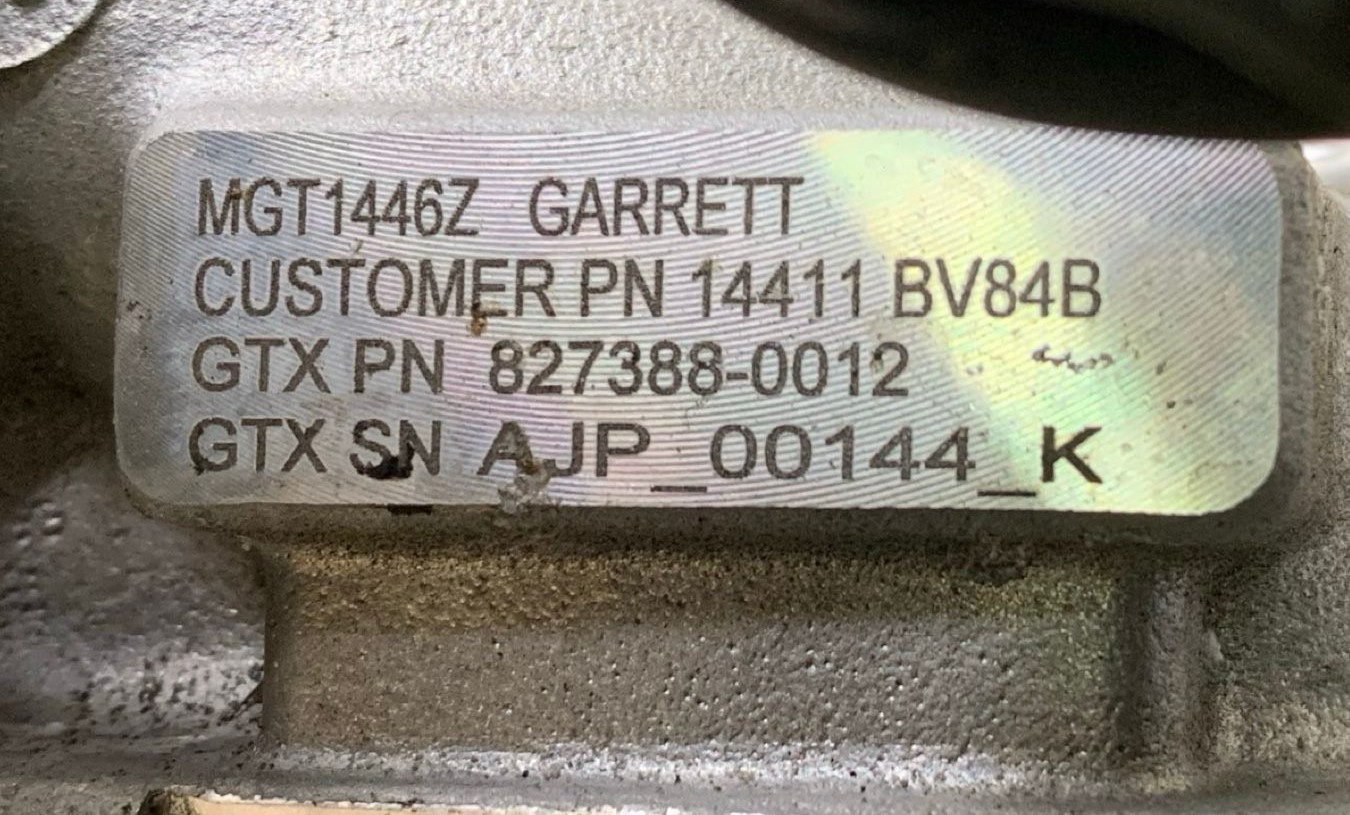 MGT1446Z GARRETT
CUSTOMER PN 14411 BV84B
GTX PN 827388-0012
GTX SN AJP_00144_K